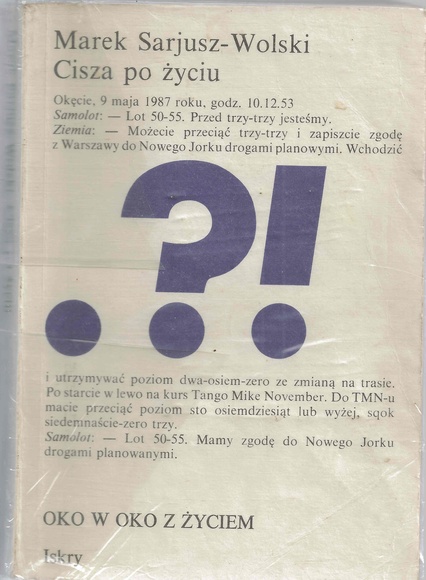 Marek Sarjusz-Wolski
Cisza po życiu
Okęcie, 9 maja 1987 roku, godz. 10.12.53
Samolot: — Lot 50-55. Przed trzy-trzy jesteśmy.
Ziemia: — Możecie przeciąć trzy-trzy i zapiszcie zgodę
z Warszawy do Nowego Jorku drogami planowymi. Wchodzić
..?!
i utrzymywać poziom dwa-osiem-zero ze zmianą na trasie.
Po starcie w lewo na kurs Tango Mike November. Do TMN-u
macie przeciąć poziom sto osiemdziesiąt lub wyżej, sqok
siedemnaście-zero trzy.
Samolot: — Lot 50-55. Mamy zgodę do Nowego Jorku
drogami planowanymi.
OKO W OKO Z ŻYCIEM
Iskry